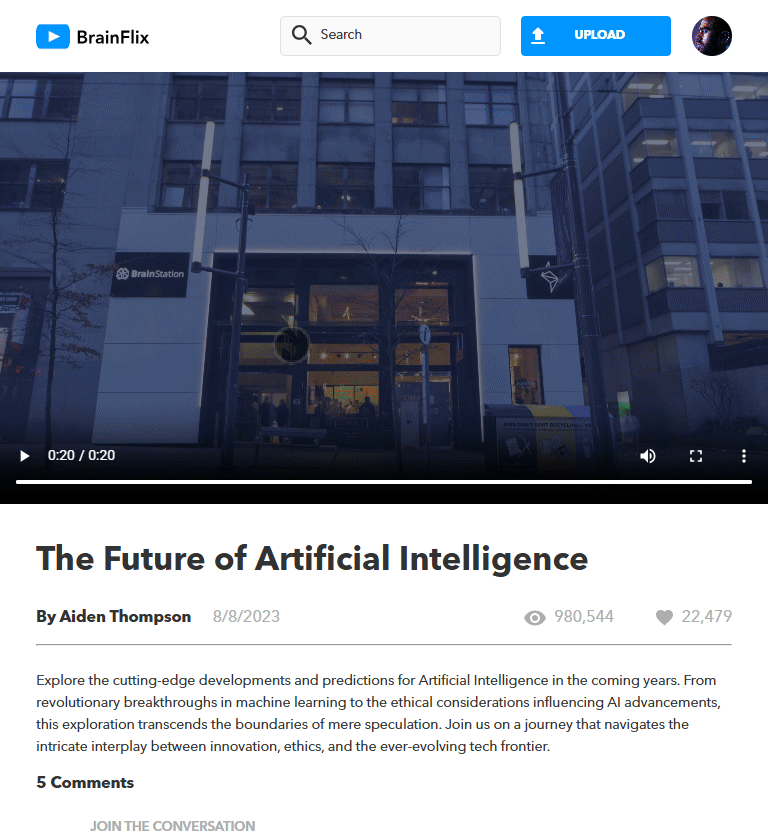 BrainFlix
Search
UPLOAD
BrainStation
0:20 / 0:20
The Future of Artificial Intelligence
By Aiden Thompson 8/8/2023 980,544 22,479
Explore the cutting-edge developments and predictions for Artificial Intelligence in the coming years. From
revolutionary breakthroughs in machine learning to the ethical considerations influencing AI advancements,
this exploration transcends the boundaries of mere speculation. Join us on a journey that navigates the
intricate interplay between innovation, ethics, and the ever-evolving tech frontier.
5 Comments
JOIN THE CONVERSATION